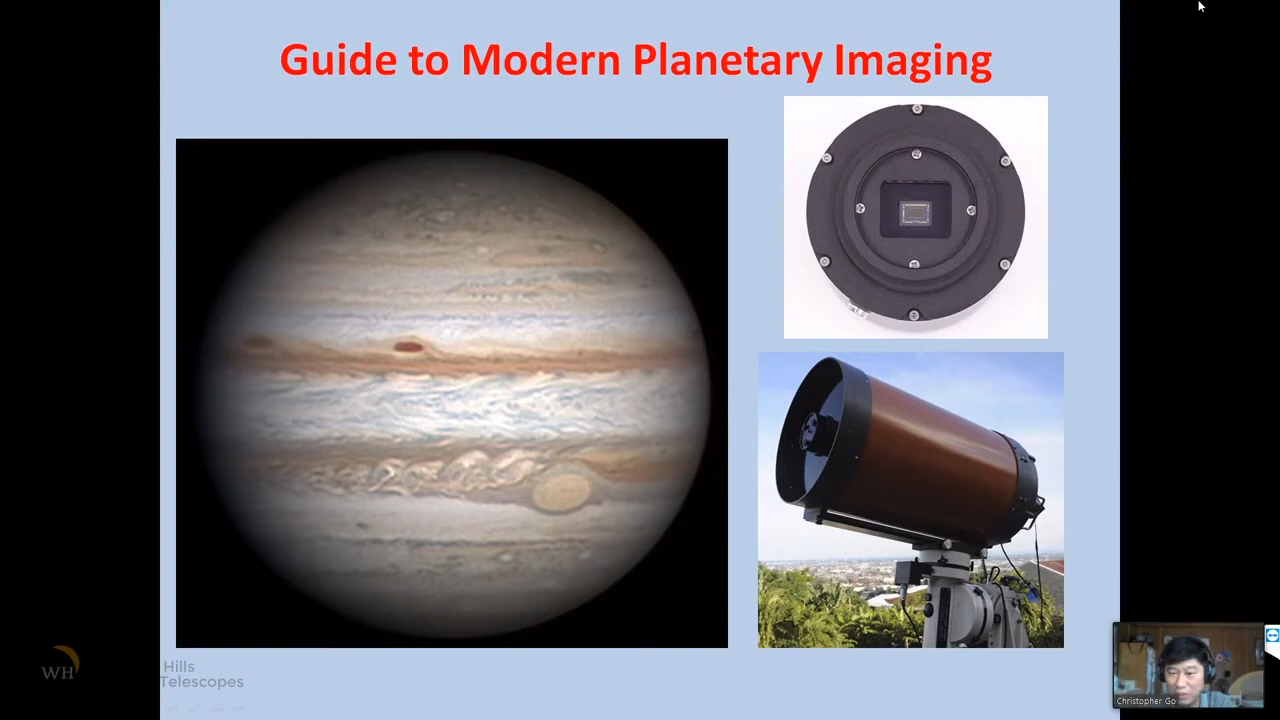 Guide to Modern Planetary Imaging
WH
Hills
Telescopes
Christopher Go